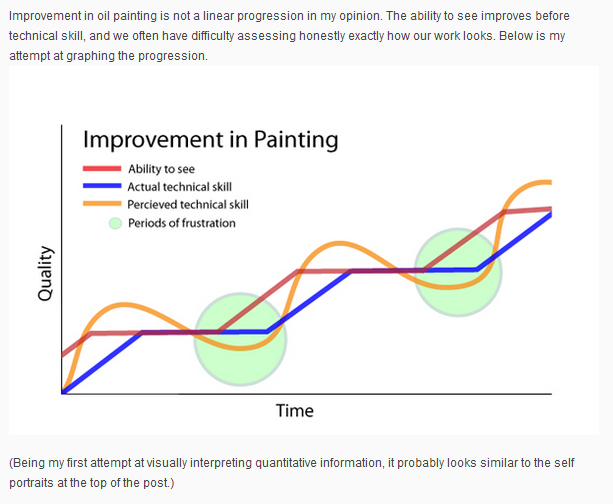 Improvement in oil painting is not a linear progression in my opinion. The ability to see improves before
technical skill, and we often have difficulty assessing honestly exactly how our work looks. Below is my
attempt at graphing the progression.
Improvement in Painting
Ability to see
Actual technical skill
Percieved technical skill
Periods of frustration
Quality
Time
(Being my first attempt at visually interpreting quantitative information, it probably looks similar to the self
portraits at the top of the post.)